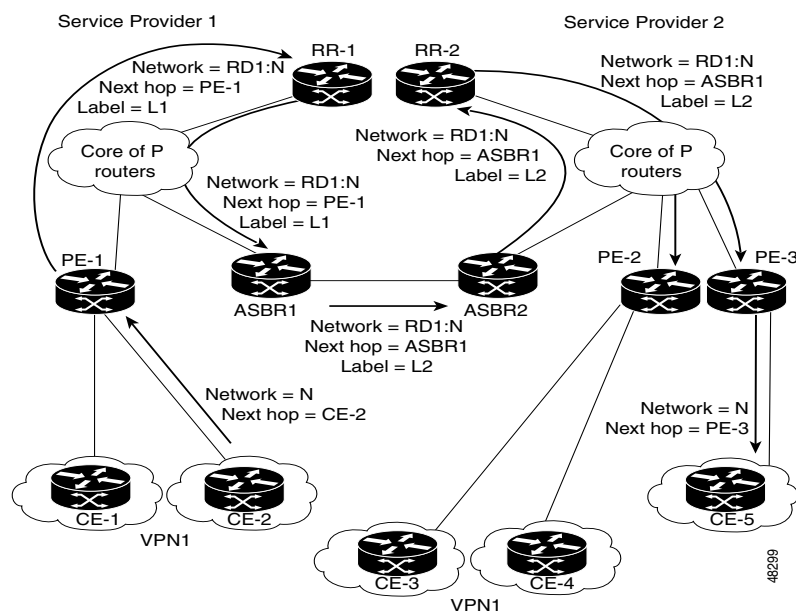 Service Provider 1
Service Provider 2
RR-1
RR-2
Network = RD1:N
Next hop = PE-1
Label = L1
Network = RD1:N
Next hop = ASBR1
Label = L2
Network = RD1:N
Next hop = ASBR1
Label = L2
Core of P
routers
Core of P
routers
Network = RD1:N
Next hop = PE-1
Label = L1
PE-1
PE-2
PE-3
ASBR1
ASBR2
Network = RD1:N
Next hop = ASBR1
Label = L2
Network = N
Next hop = CE-2
Network = N
Next hop = PE-3
CE-1
CE-2
CE-5
VPN1
CE-3
CE-4
VPN1
48299